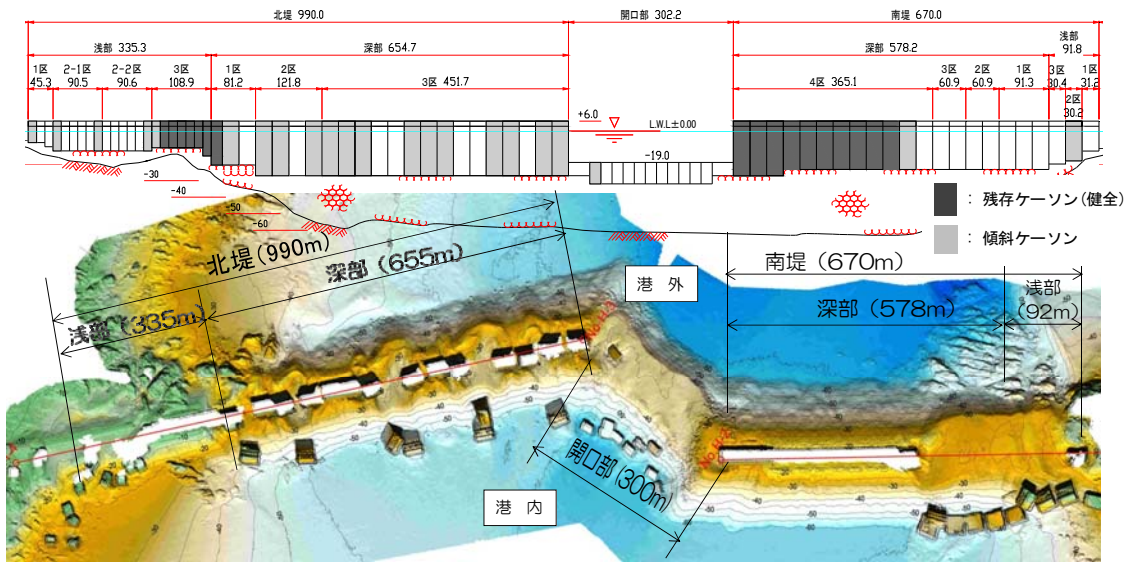 北堤 990.0
開口部 302.2
南堤 670.0
浅部 335.3
深部 654.7
深部 578.2
浅部
91.8
1区
45.3
2-1区
90.5
2-2区
90.6
3区
108.9
1区
81.2
2区
121.8
3区 451.7
4区 365.1
3区
60.9
2区
60.9
1区
91.3
3区
30.4
2区
30.2
1区
31.2
+6.0
L.W.L±0.00
-19.0
-30
-40
-50
-60
: 残存ケーソン(健全)
: 傾斜ケーソン
北堤(990m)
深部(655m)
浅部(335m)
港 外
南堤(670m)
深部(578m)
浅部
(92m)
開口部(300m)
港 内